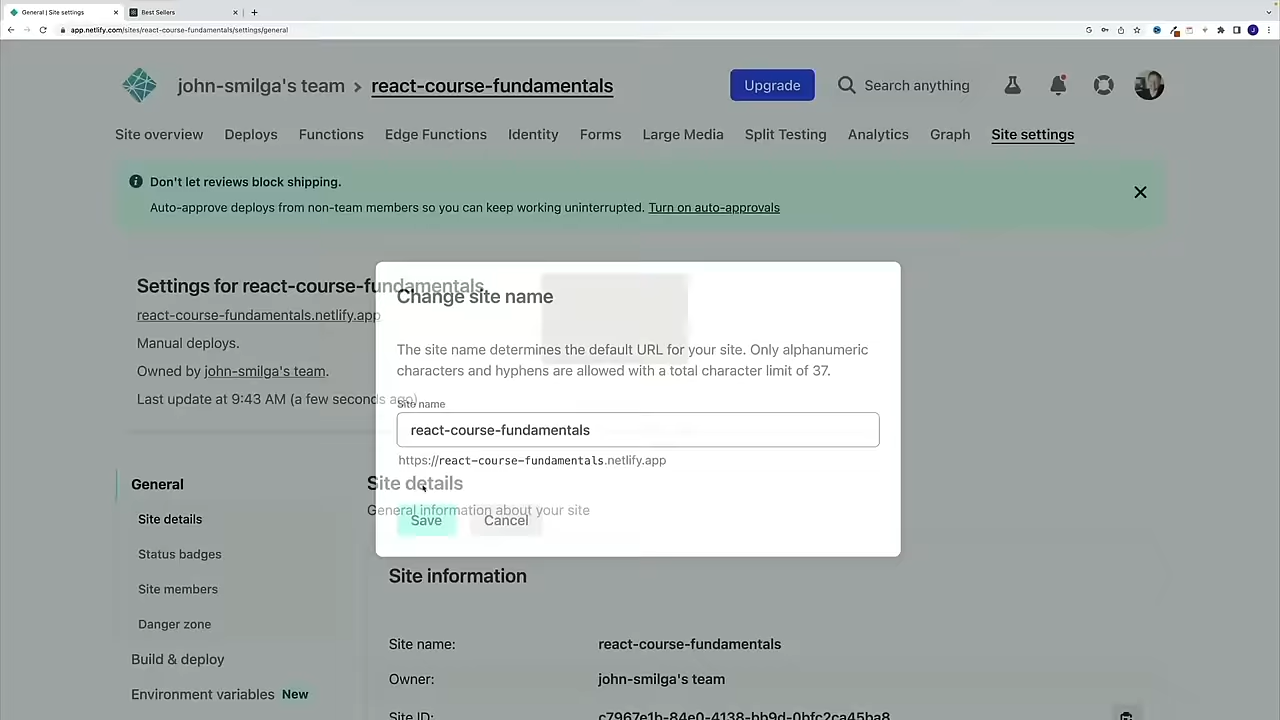 General | Site settings
Best Sellers
app.netlify.com/sites/react-course-fundamentals/settings/general
john-smilga's team > react-course-fundamentals
Upgrade
Search anything
Site overview Deploys Functions Edge Functions Identity Forms Large Media Split Testing Analytics Graph Site settings
Don't let reviews block shipping.
Auto-approve deploys from non-team members so you can keep working uninterrupted. Turn on auto-approvals
Settings for react-course-fundamentals
react-course-fundamentals.netlify.app
Manual deploys.
Owned by john-smilga's team.
Last update at 9:43 AM (a few seconds ago)
Change site name
The site name determines the default URL for your site. Only alphanumeric
characters and hyphens are allowed with a total character limit of 37.
Site name
react-course-fundamentals
https://react-course-fundamentals.netlify.app
Save Cancel
General
Site details
Status badges
Site members
Danger zone
Build & deploy
Environment variables New
Site details
General information about your site
Site information
Site name: react-course-fundamentals
Owner: john-smilga's team
Site ID: c7967e1b-84e0-4138-bb9d-0bfc2ca45ba8